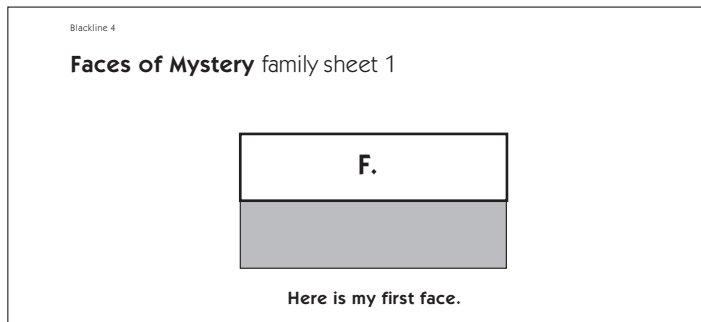 Blackline 4
Faces of Mystery family sheet 1
F.
Here is my first face.